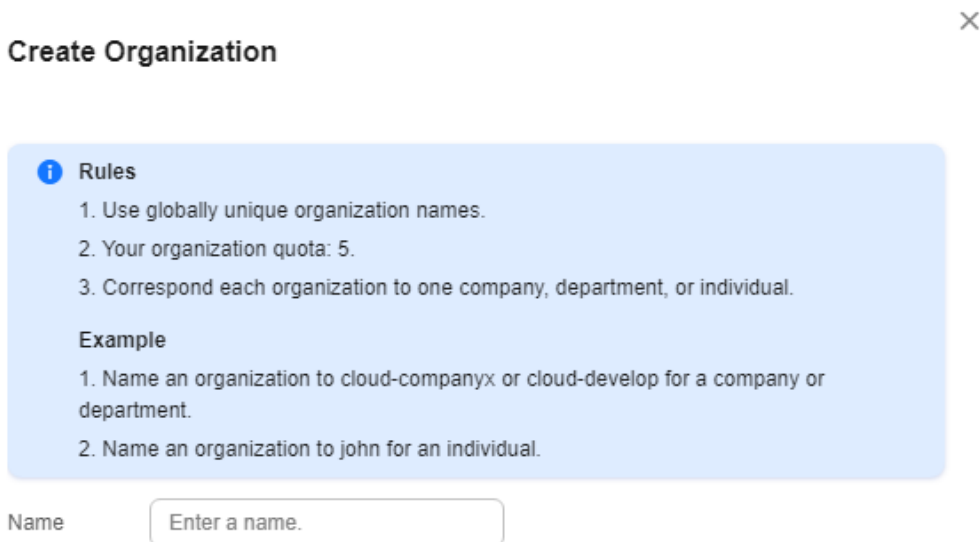 Create Organization
Rules
1. Use globally unique organization names.
2. Your organization quota: 5.
3. Correspond each organization to one company, department, or individual.
Example
1. Name an organization to cloud-companyx or cloud-develop for a company or
department.
2. Name an organization to john for an individual.
Name
Enter a name.